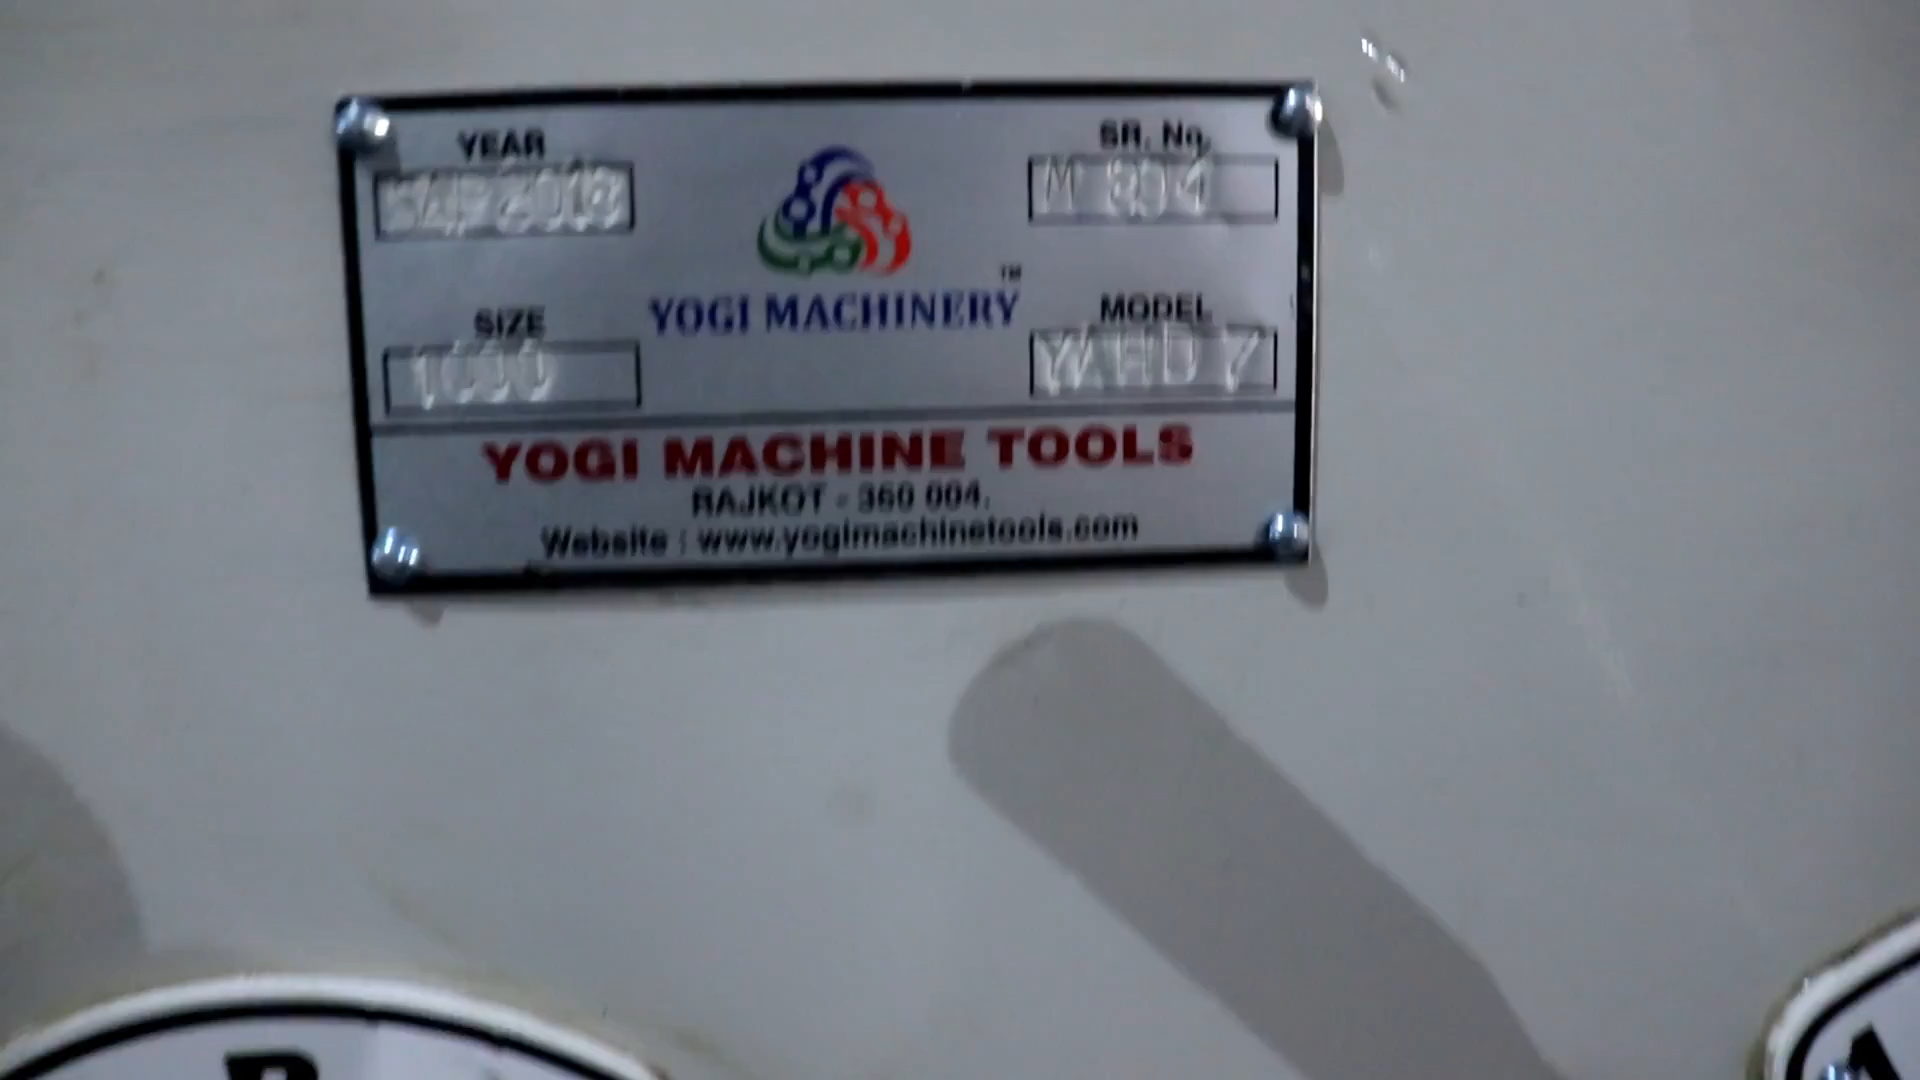 YEAR
2018
SR. No.
M
TM
YOGI MACHINERY
SIZE
1000
MODEL
YOGI MACHINE TOOLS
RAJKOT - 360 004.
Website : www.yogimachinetools.com